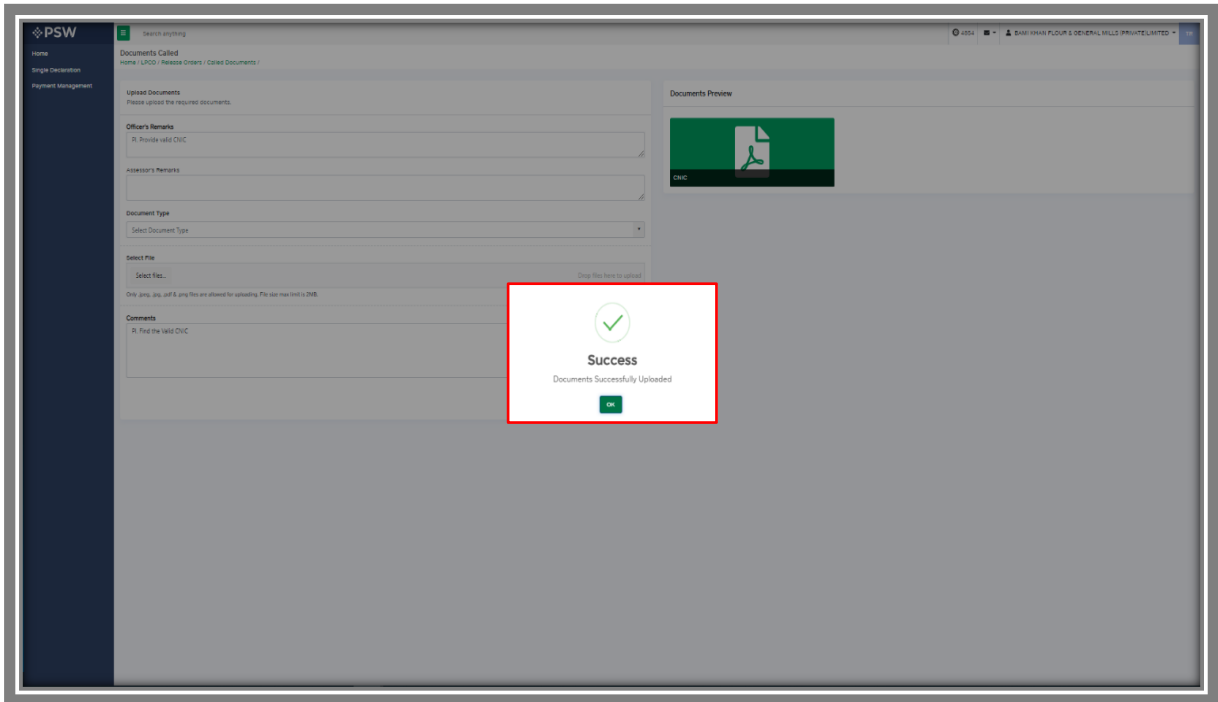 PSW
Search anything
4854
BAMI KHAN FLOUR & GENERAL MILLS (PRIVATE) LIMITED
Home
Single Declaration
Payment Management
Documents Called
Home / LPCO / Release Orders / Called Documents /
Upload Documents
Please upload the required documents.
Officer's Remarks
Pl. Provide valid CNIC
Assessor's Remarks
Document Type
Select Document Type
Select File
Select files...
Drop files here to upload
Only .jpeg, .jpg, .pdf & .png files are allowed for uploading. File size max limit is 2MB.
Comments
Pl. Find the Valid CNIC
Documents Preview
CNIC
Success
Documents Successfully Uploaded
OK